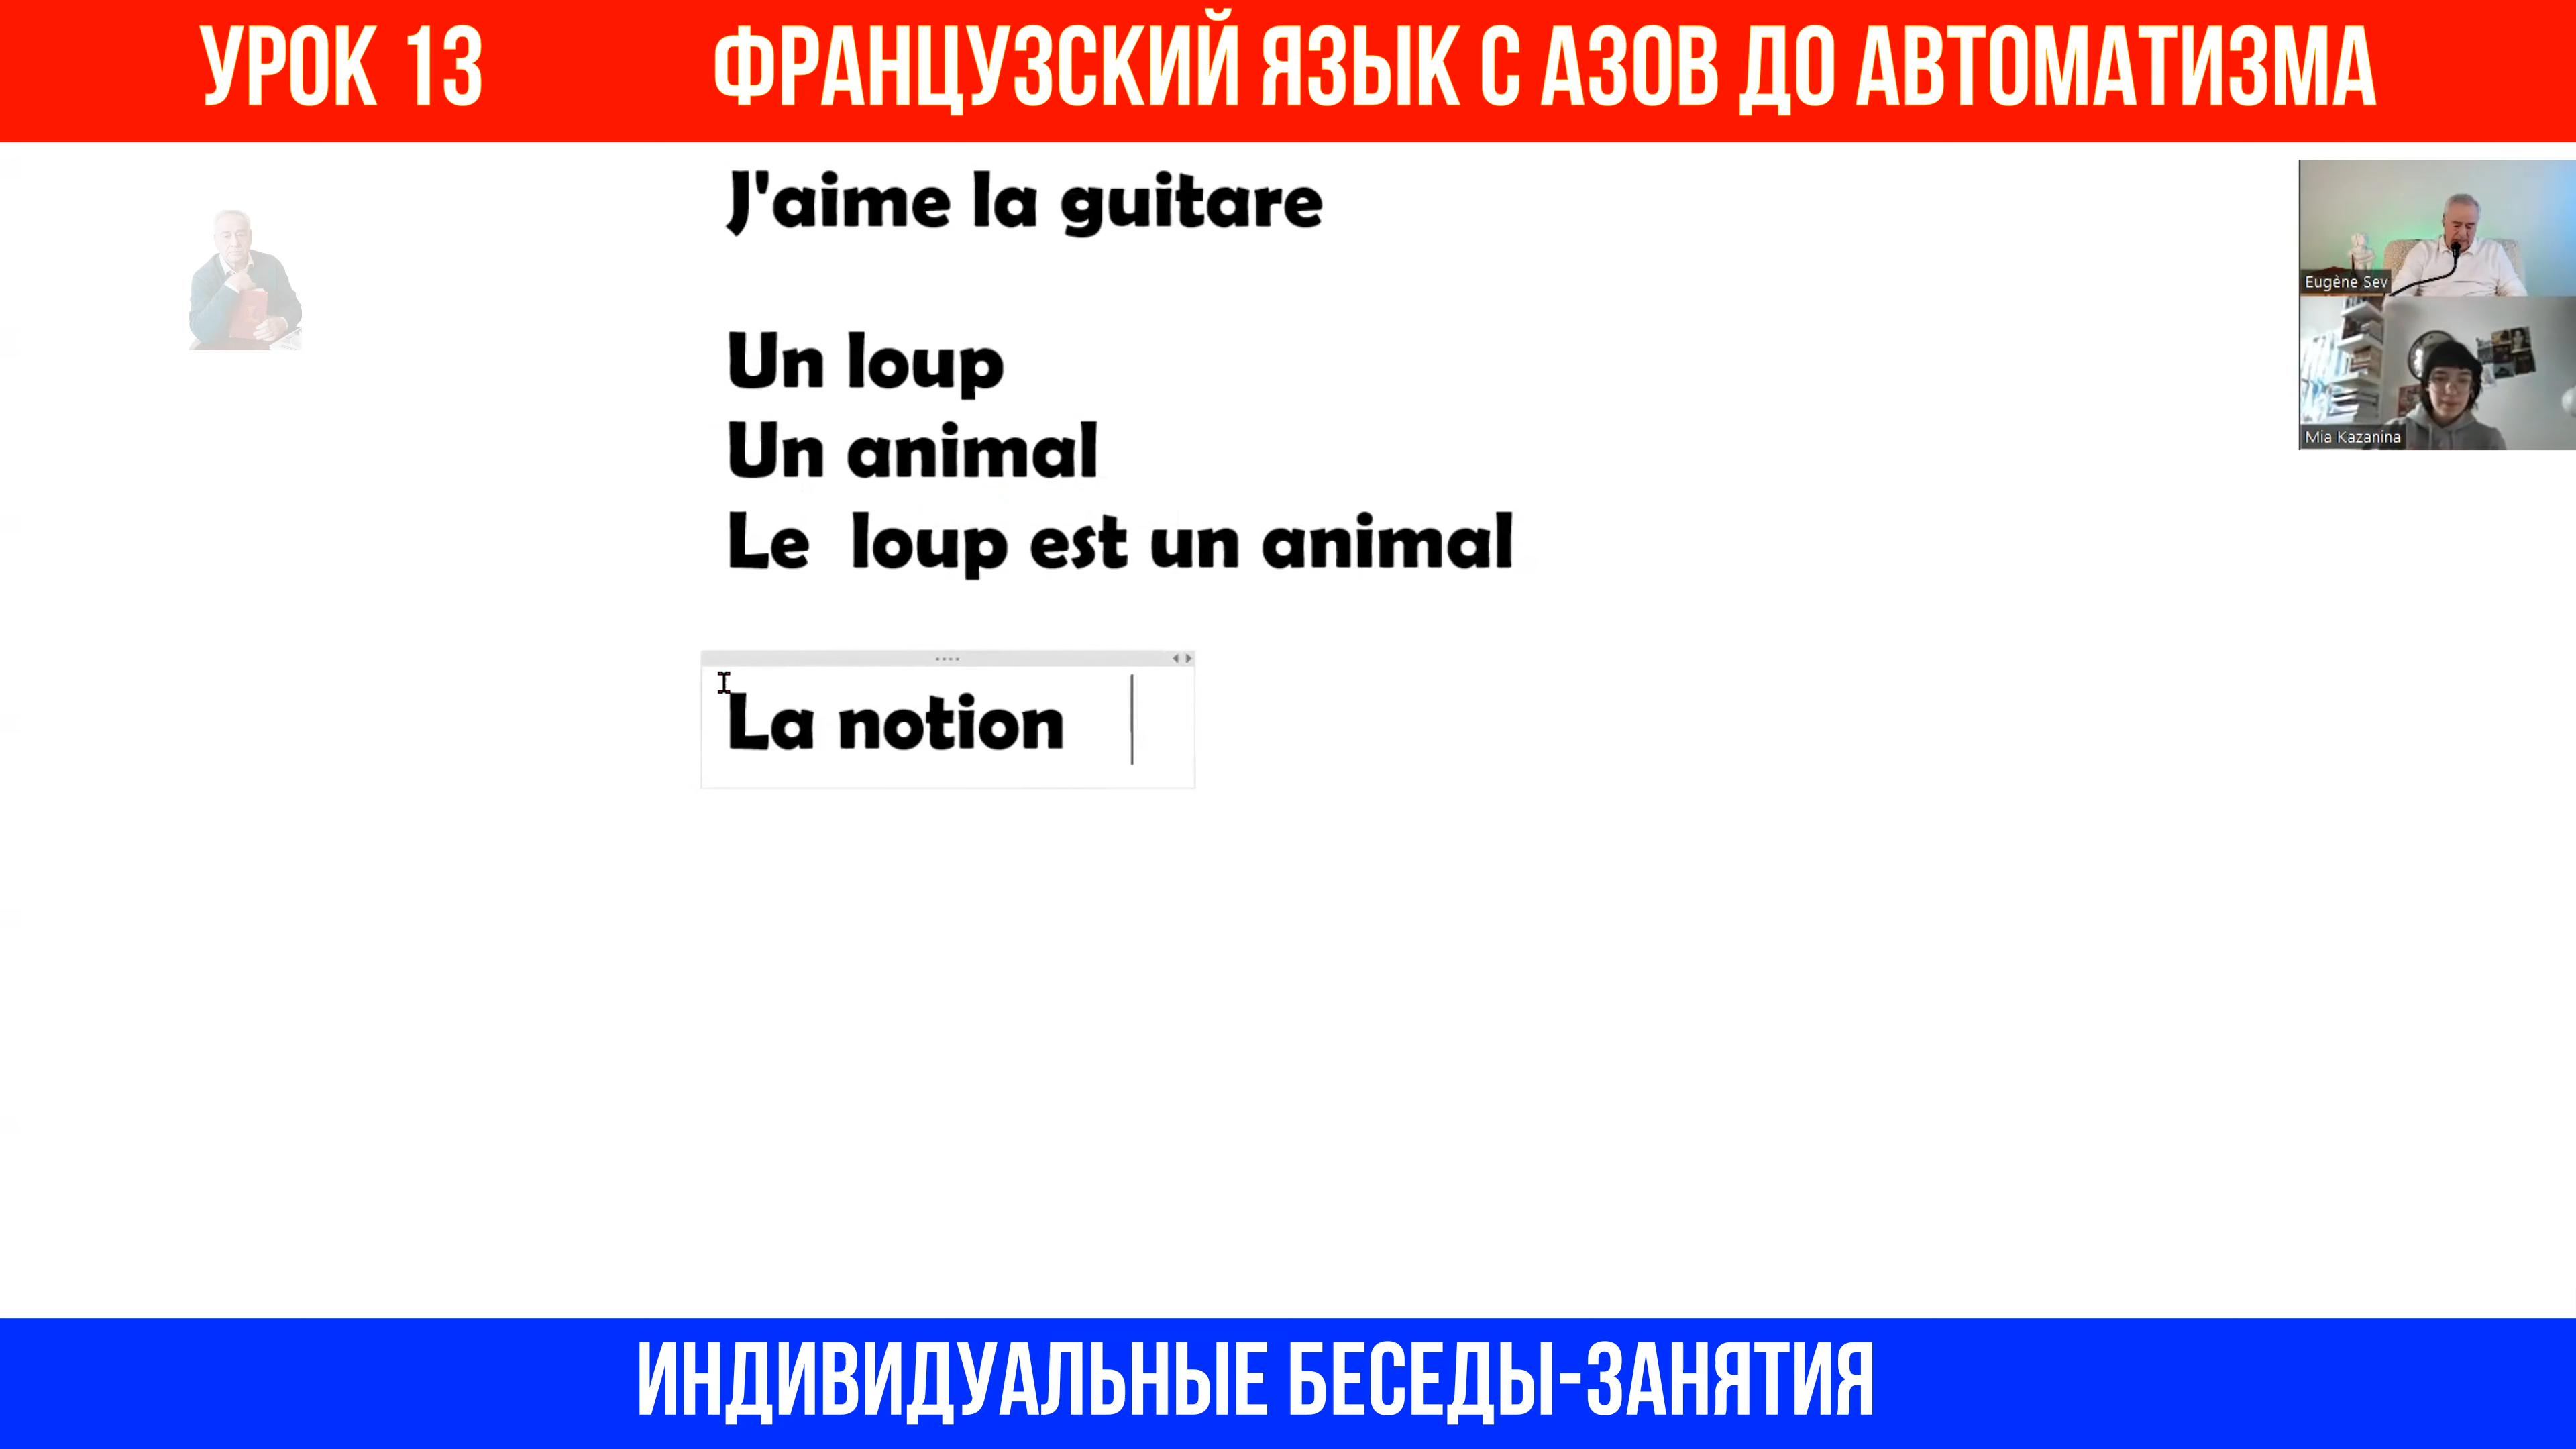 УРОК 13 ФРАНЦУЗСКИЙ ЯЗЫК С АЗОВ ДО АВТОМАТИЗМА
J'aime la guitare
Un loup
Un animal
Le loup est un animal
La notion
Eugène Sev
Mia Kazanina
ИНДИВИДУАЛЬНЫЕ БЕСЕДЫ-ЗАНЯТИЯ